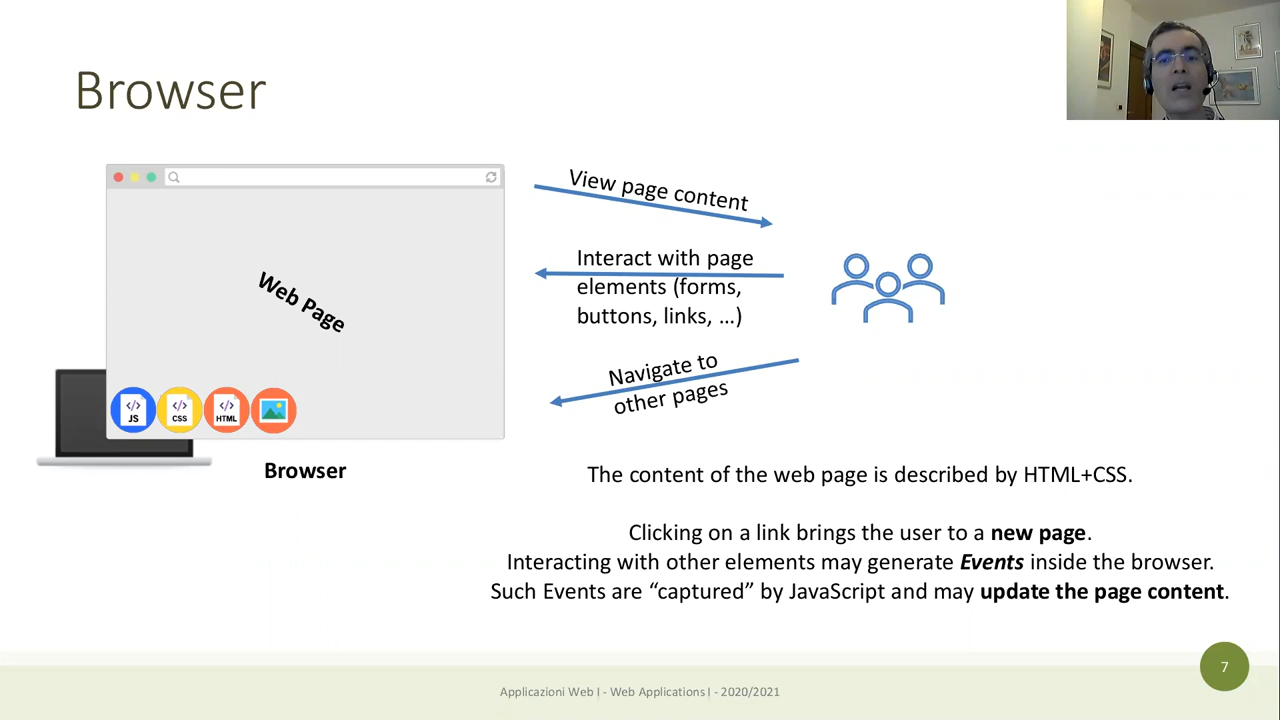 Browser
View page content
Interact with page
elements (forms,
buttons, links, …)
Web Page
Navigate to
other pages
JS
CSS
HTML
Browser
The content of the web page is described by HTML+CSS.
Clicking on a link brings the user to a new page.
Interacting with other elements may generate Events inside the browser.
Such Events are “captured” by JavaScript and may update the page content.
Applicazioni Web I - Web Applications I - 2020/2021
7